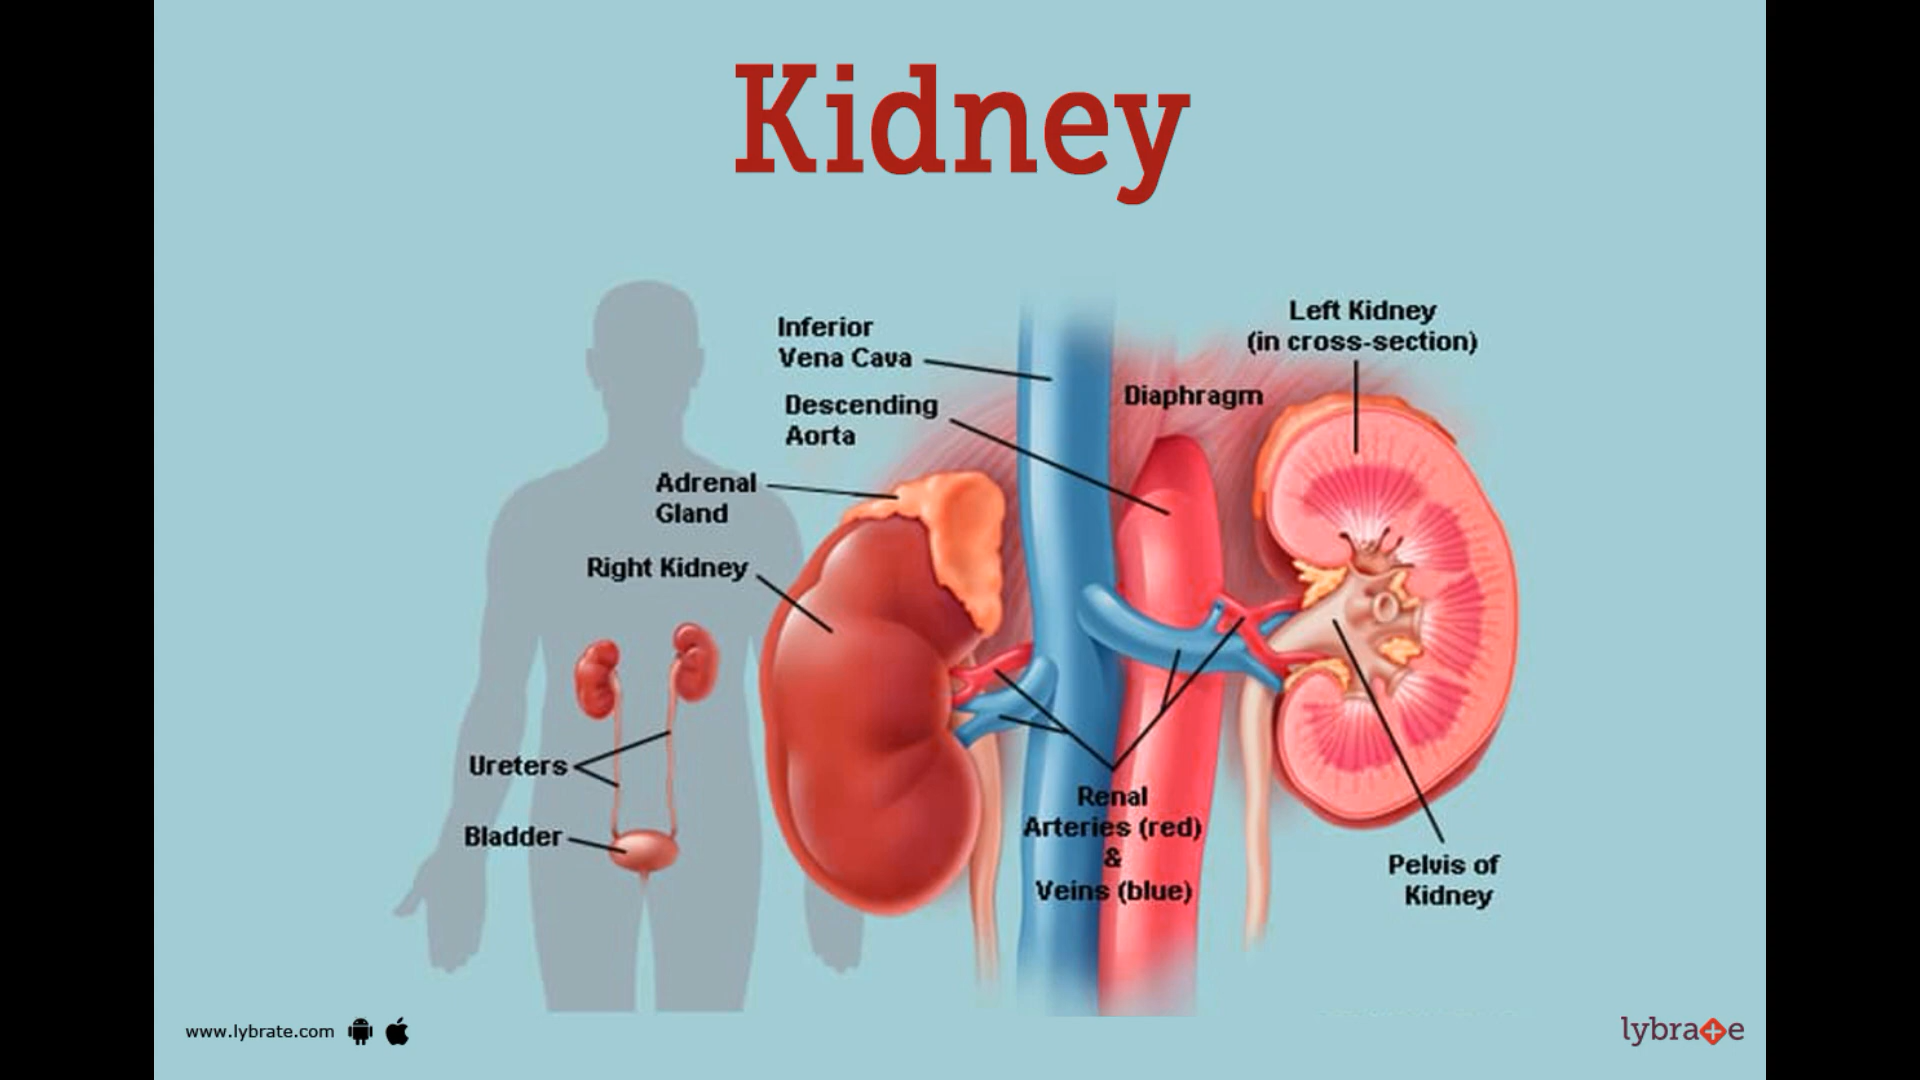 Kidney
Inferior
Vena Cava
Descending
Aorta
Adrenal
Gland
Right Kidney
Left Kidney
(in cross-section)
Diaphragm
Ureters
Bladder
Renal
Arteries (red)
&
Veins (blue)
Pelvis of
Kidney
www.lybrate.com
lybrate